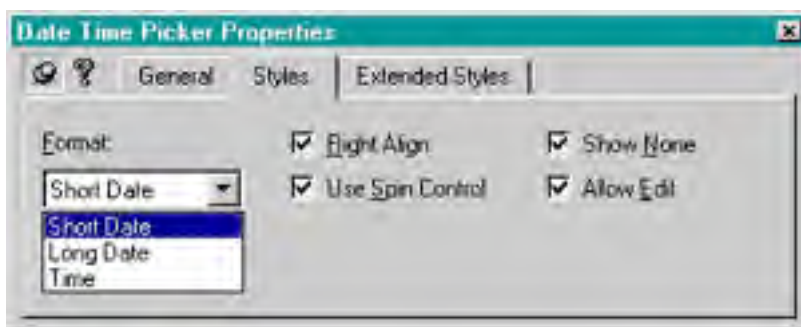 Date Time Picker Properties
General Styles Extended Styles
Format: Right Align Show None
Short Date Use Spin Control Allow Edit
Short Date
Long Date
Time